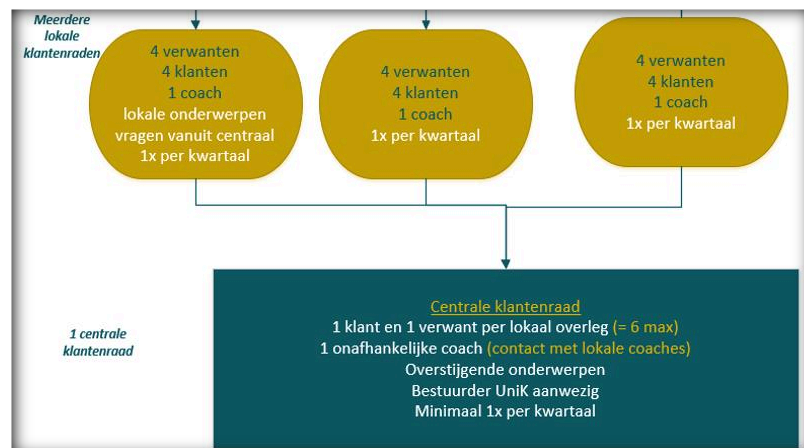 Meerdere
lokale
klantenraden
4 verwanten
4 klanten
1 coach
lokale onderwerpen
vragen vanuit centraal
1x per kwartaal
4 verwanten
4 klanten
1 coach
1x per kwartaal
4 verwanten
4 klanten
1 coach
1x per kwartaal
1 centrale
klantenraad
Centrale klantenraad
1 klant en 1 verwant per lokaal overleg (= 6 max)
1 onafhankelijke coach (contact met lokale coaches)
Overstijgende onderwerpen
Bestuurder UniK aanwezig
Minimaal 1x per kwartaal